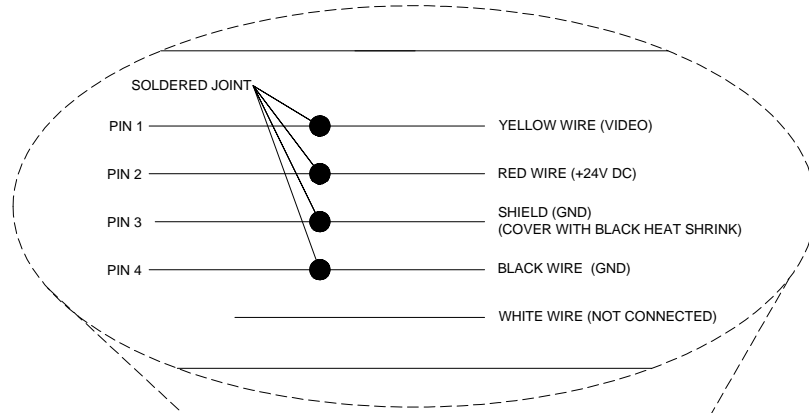 SOLDERED JOINT
PIN 1
YELLOW WIRE (VIDEO)
PIN 2
RED WIRE (+24V DC)
PIN 3
SHIELD (GND)
(COVER WITH BLACK HEAT SHRINK)
PIN 4
BLACK WIRE (GND)
WHITE WIRE (NOT CONNECTED)